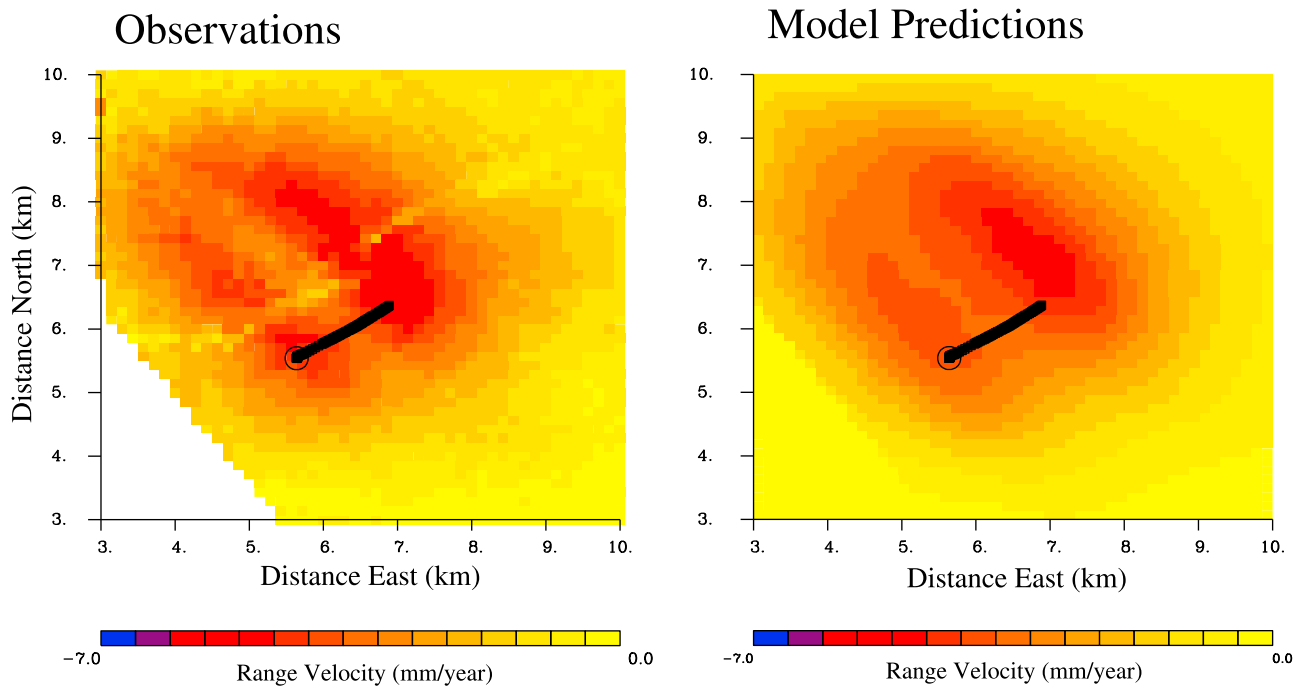 Observations
Model Predictions
10.
9.
8.
7.
6.
5.
4.
3.
Distance North (km)
3. 4. 5. 6. 7. 8. 9. 10.
Distance East (km)
-7.0 0.0
Range Velocity (mm/year)
10.
9.
8.
7.
6.
5.
4.
3.
3. 4. 5. 6. 7. 8. 9. 10.
Distance East (km)
-7.0 0.0
Range Velocity (mm/year)